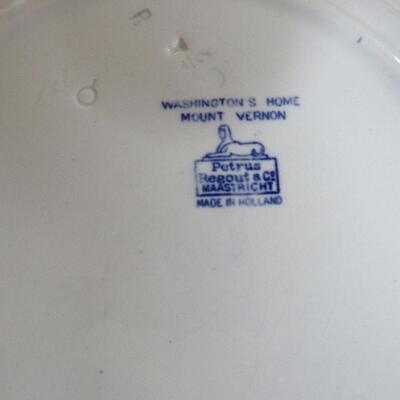 WASHINGTON'S HOME
MOUNT VERNON
Petrus
Regout & Co
MAASTRICHT
MADE IN HOLLAND